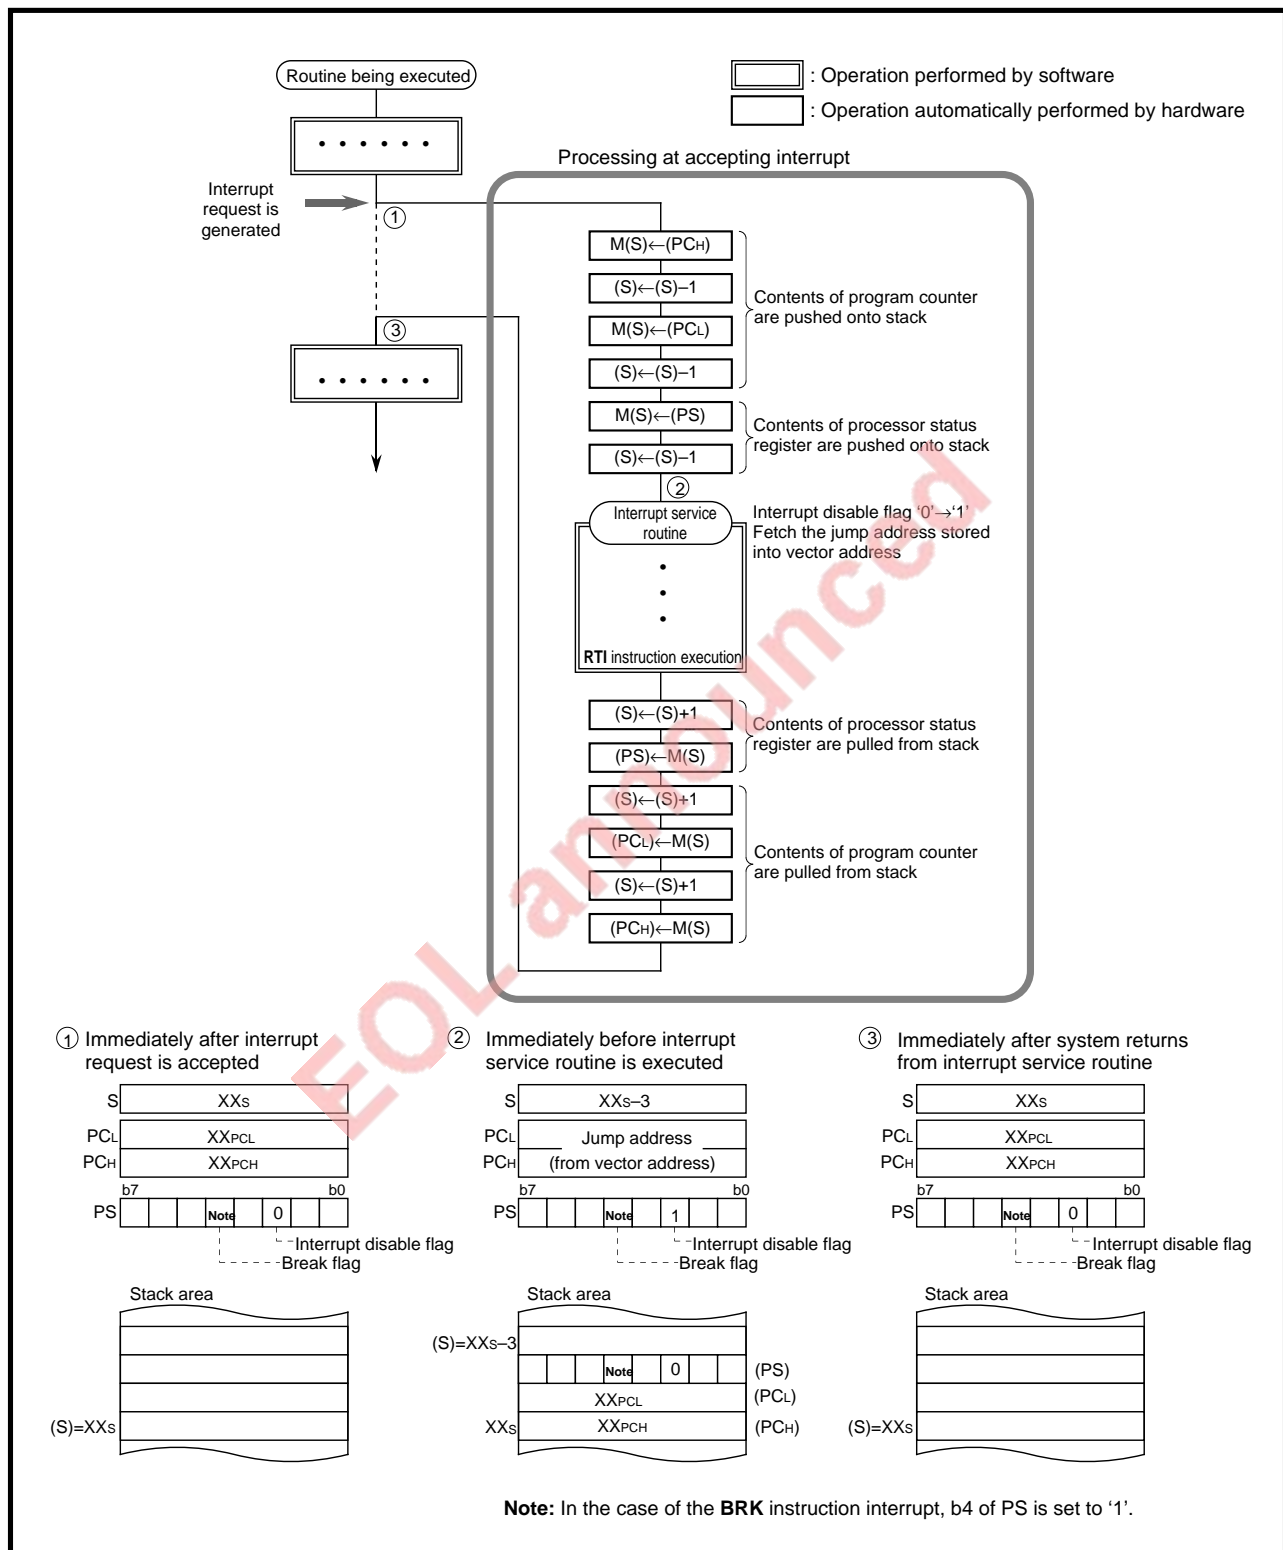 Routine being executed
: Operation performed by software
: Operation automatically performed by hardware
• • • • • •
Processing at accepting interrupt
Interrupt
request is
generated
①
M(S)←(PCH)
(S)←(S)–1
M(S)←(PCL)
(S)←(S)–1
Contents of program counter
are pushed onto stack
③
• • • • • •
M(S)←(PS)
(S)←(S)–1
Contents of processor status
register are pushed onto stack
②
Interrupt service
routine
Interrupt disable flag ‘0’→‘1’
Fetch the jump address stored
into vector address
•
•
•
RTI instruction execution
(S)←(S)+1
(PS)←M(S)
Contents of processor status
register are pulled from stack
(S)←(S)+1
(PCL)←M(S)
(S)←(S)+1
(PCH)←M(S)
Contents of program counter
are pulled from stack
EOL announced
① Immediately after interrupt
request is accepted
S XXS
PCL XXPCL
PCH XXPCH
b7 b0
PS Note 0
Interrupt disable flag
Break flag
Stack area
(S)=XXS
② Immediately before interrupt
service routine is executed
S XXS–3
PCL Jump address
PCH (from vector address)
b7 b0
PS Note 1
Interrupt disable flag
Break flag
Stack area
(S)=XXS–3
Note 0 (PS)
XXPCL (PCL)
XXS XXPCH (PCH)
③ Immediately after system returns
from interrupt service routine
S XXS
PCL XXPCL
PCH XXPCH
b7 b0
PS Note 0
Interrupt disable flag
Break flag
Stack area
(S)=XXS
Note: In the case of the BRK instruction interrupt, b4 of PS is set to ‘1’.